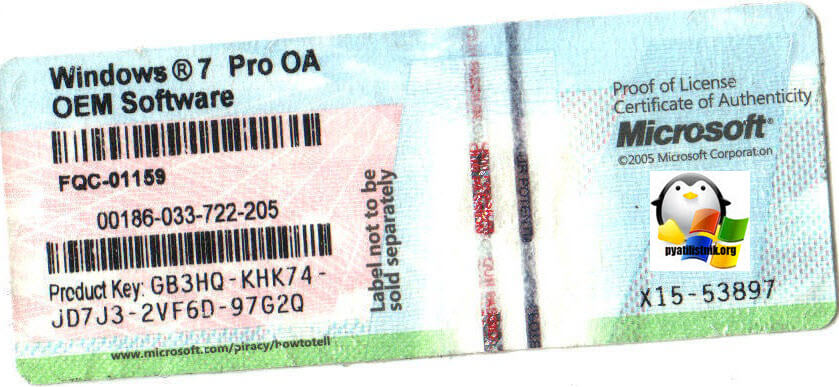 Windows ® 7 Pro OA
OEM Software
FQC-01159
00186-033-722-205
Product Key: GB3HQ-KHK74-
JD7J3-2VF6D-97G2Q
www.microsoft.com/piracy/howtotell
Label not to be
sold separately
Proof of License
Certificate of Authenticity
Microsoft®
©2005 Microsoft Corporation
pyatilistnik.org
X15-53897